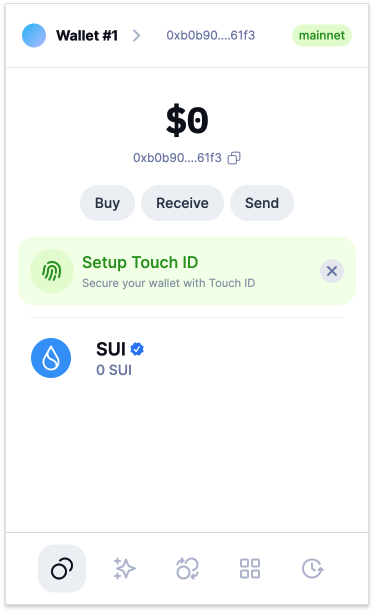 Wallet #1
0xb0b90....61f3
mainnet
$0
0xb0b90....61f3
Buy
Receive
Send
Setup Touch ID
Secure your wallet with Touch ID
SUI
0 SUI